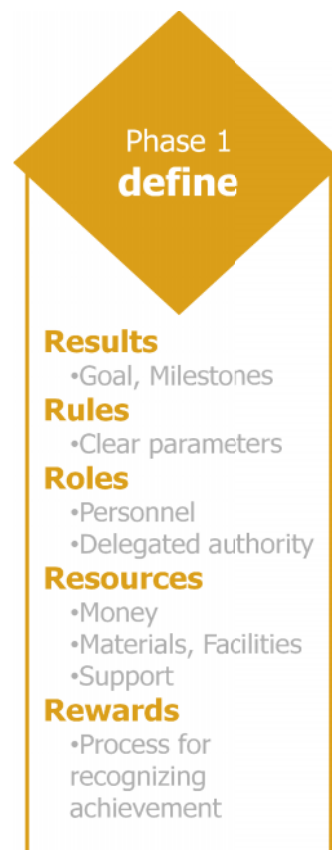 Phase 1
define
Results
•Goal, Milestones
Rules
•Clear parameters
Roles
•Personnel
•Delegated authority
Resources
•Money
•Materials, Facilities
•Support
Rewards
•Process for
recognizing
achievement